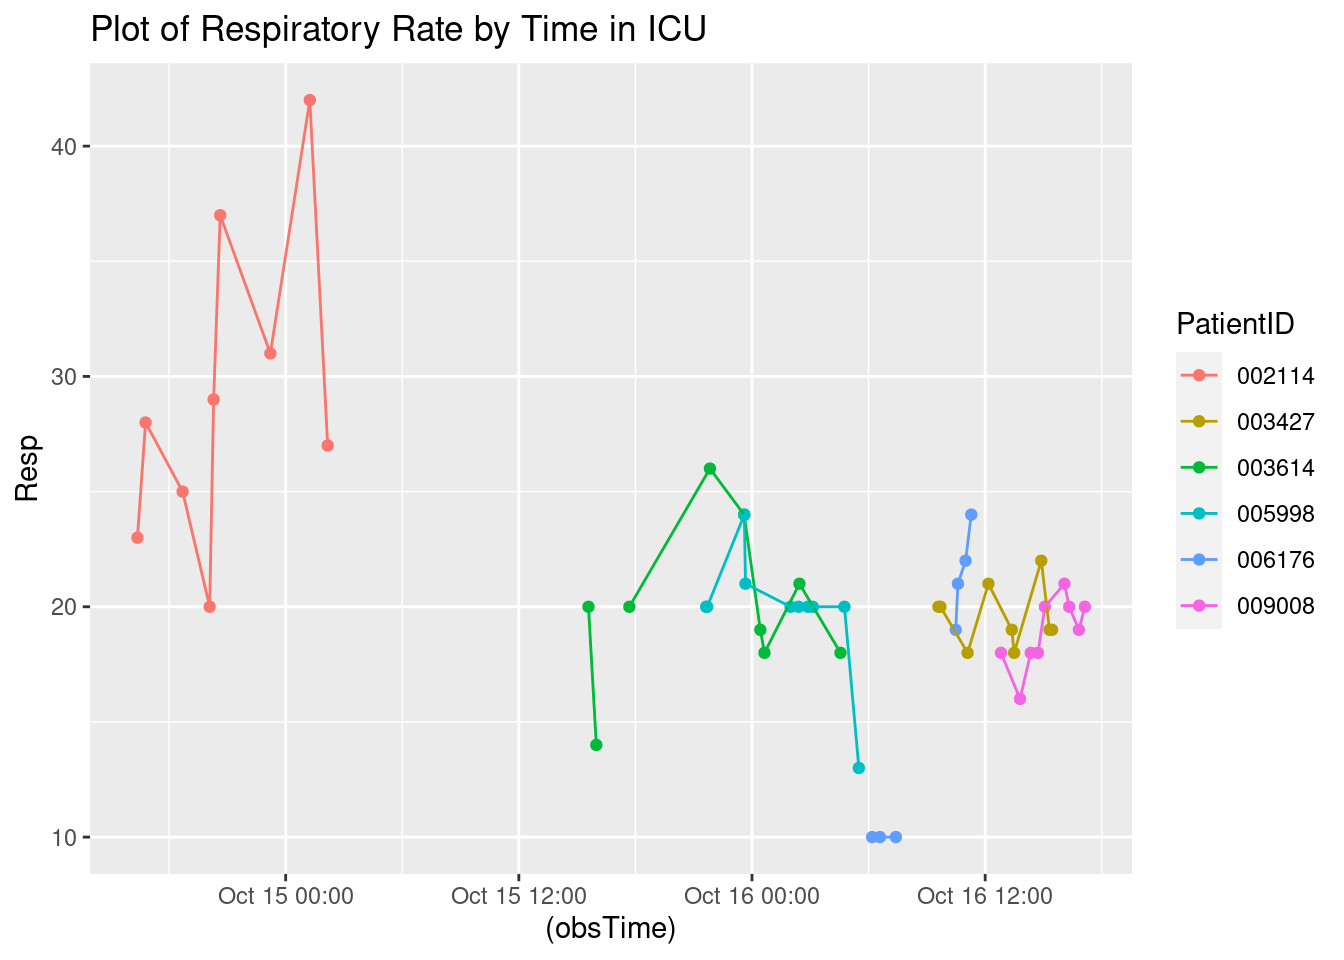 Plot of Respiratory Rate by Time in ICU
40
30
20
10
Resp
Oct 15 00:00
Oct 15 12:00
Oct 16 00:00
Oct 16 12:00
(obsTime)
PatientID
002114
003427
003614
005998
006176
009008